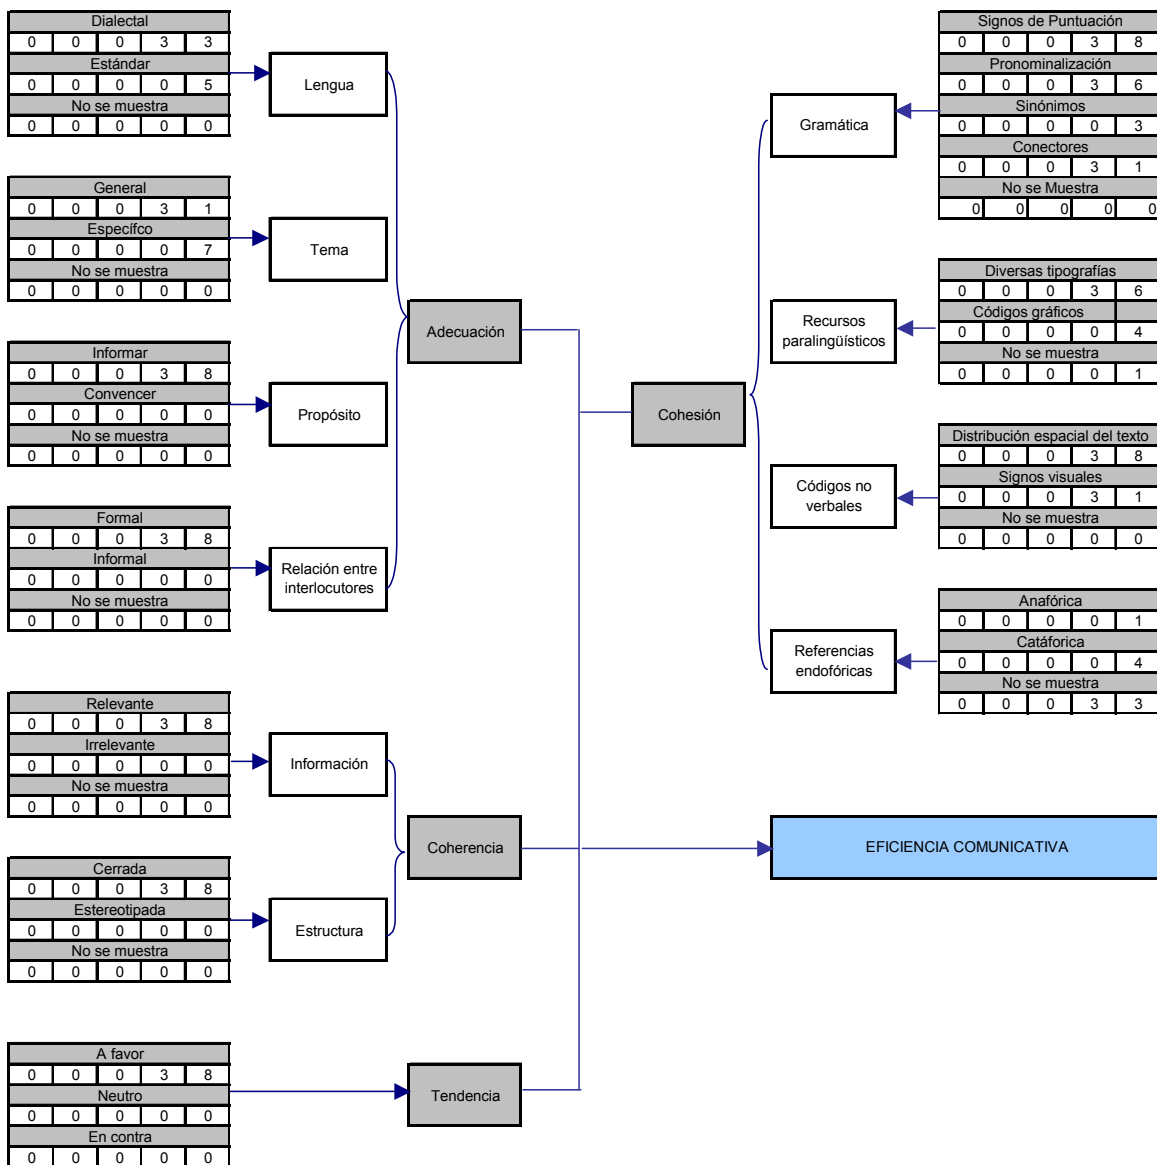 Dialectal
0 0 0 3 3
Estándar
0 0 0 0 5
No se muestra
0 0 0 0 0
Lengua
General
0 0 0 3 1
Específco
0 0 0 0 7
No se muestra
0 0 0 0 0
Tema
Informar
0 0 0 3 8
Convencer
0 0 0 0 0
No se muestra
0 0 0 0 0
Propósito
Formal
0 0 0 3 8
Informal
0 0 0 0 0
No se muestra
0 0 0 0 0
Relación entre
interlocutores
Adecuación
Relevante
0 0 0 3 8
Irrelevante
0 0 0 0 0
No se muestra
0 0 0 0 0
Información
Cerrada
0 0 0 3 8
Estereotipada
0 0 0 0 0
No se muestra
0 0 0 0 0
Estructura
Coherencia
A favor
0 0 0 3 8
Neutro
0 0 0 0 0
En contra
0 0 0 0 0
Tendencia
Cohesión
Gramática
Signos de Puntuación
0 0 0 3 8
Pronominalización
0 0 0 3 6
Sinónimos
0 0 0 0 3
Conectores
0 0 0 3 1
No se Muestra
0 0 0 0 0
Recursos
paralingüísticos
Diversas tipografías
0 0 0 3 6
Códigos gráficos
0 0 0 0 4
No se muestra
0 0 0 0 1
Códigos no
verbales
Distribución espacial del texto
0 0 0 3 8
Signos visuales
0 0 0 3 1
No se muestra
0 0 0 0 0
Referencias
endofóricas
Anafórica
0 0 0 0 1
Catáforica
0 0 0 0 4
No se muestra
0 0 0 3 3
EFICIENCIA COMUNICATIVA